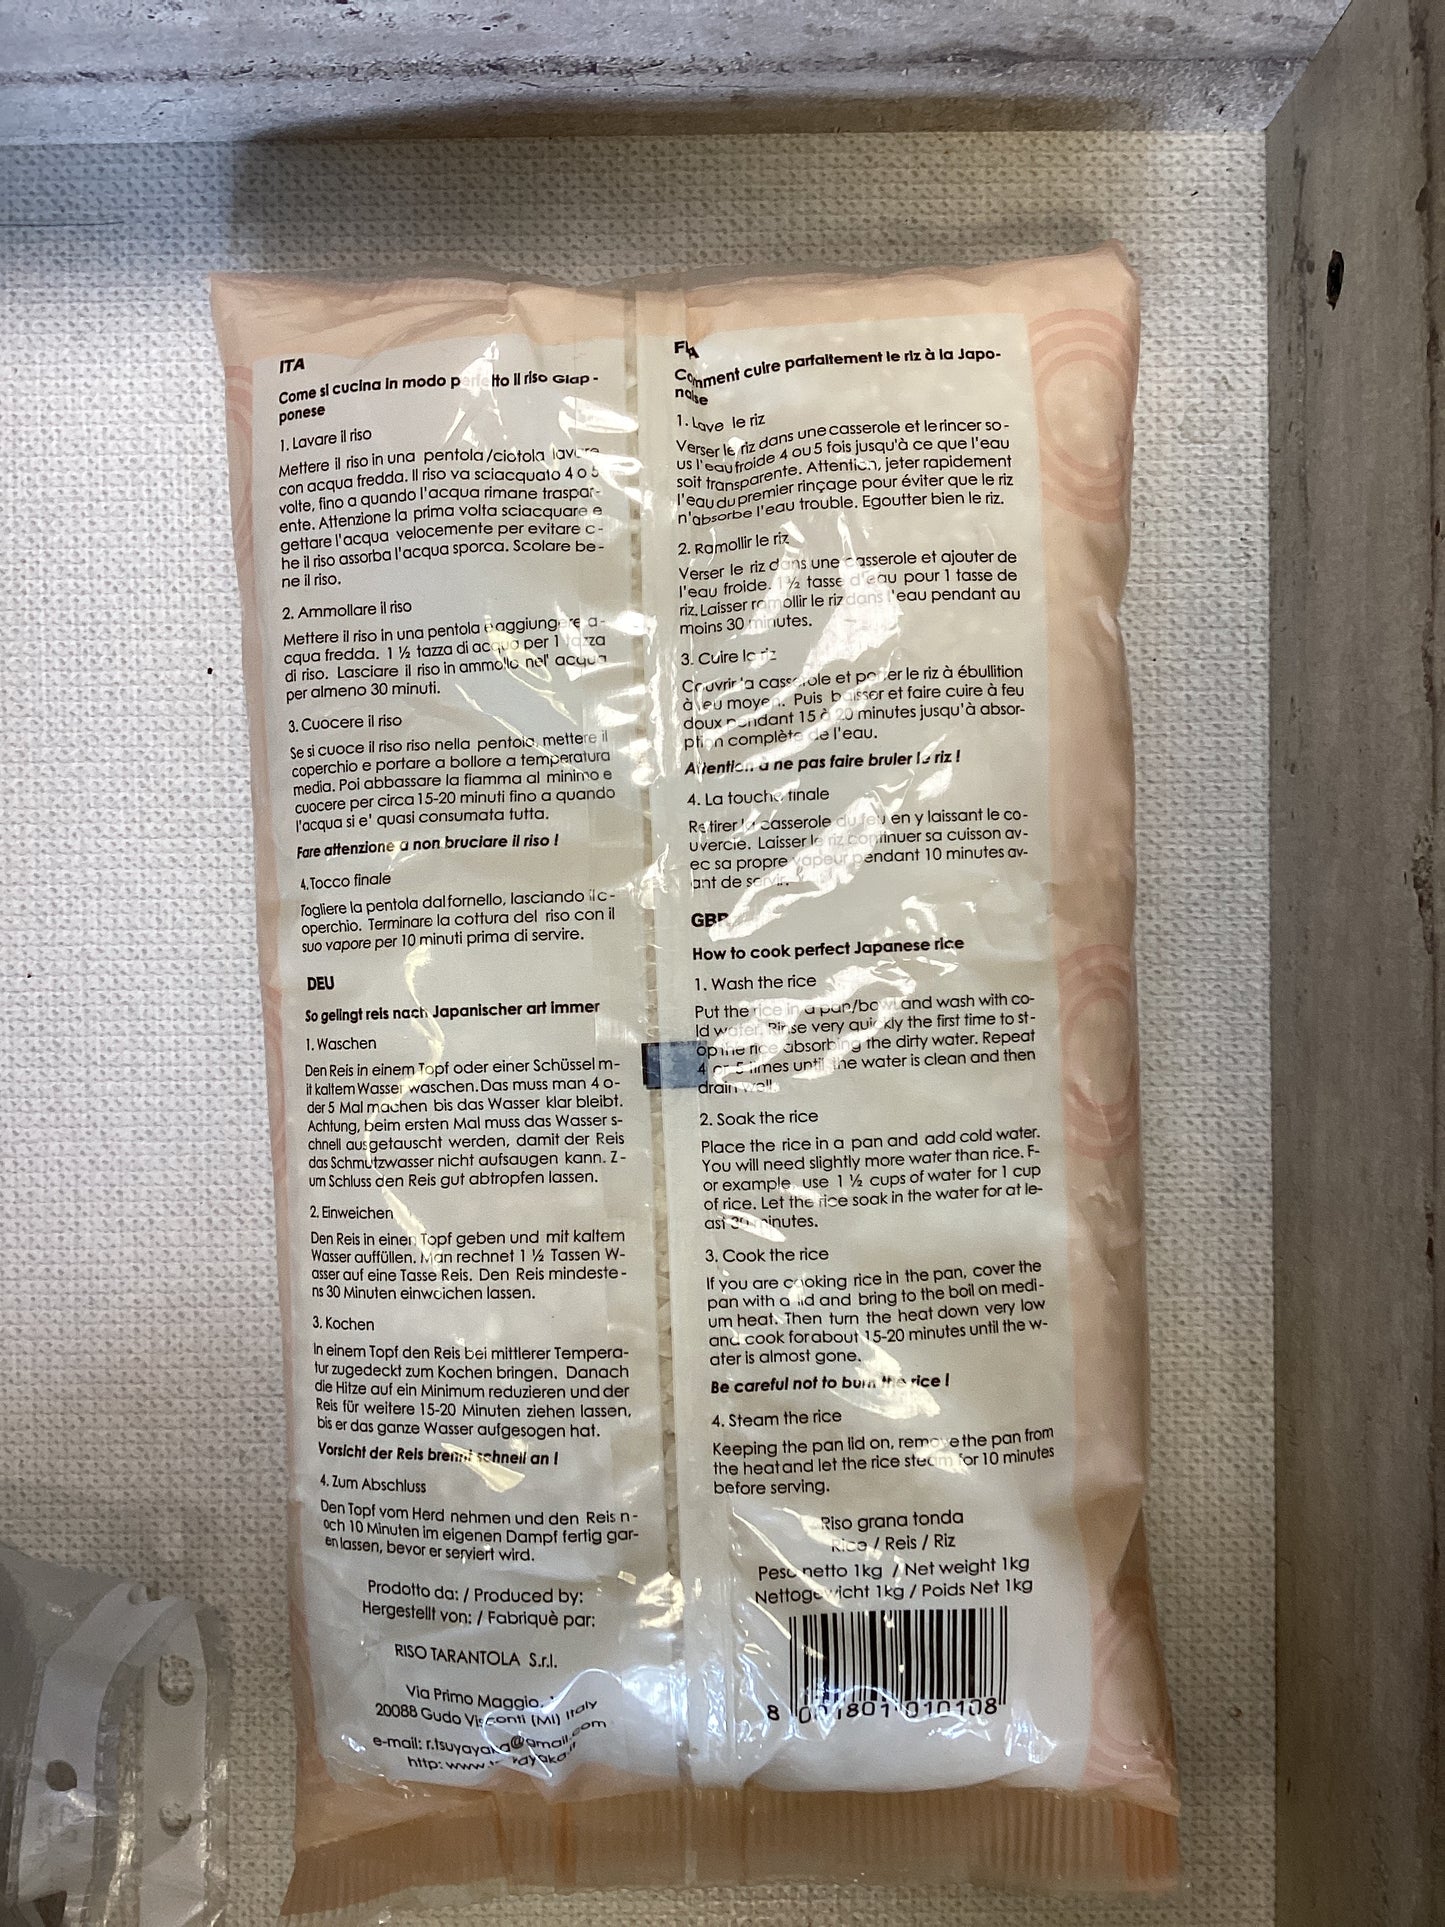 ITA
Come si cucina in modo perfetto il riso Giap-
ponese
1. Lavare il riso
Mettere il riso in una pentola/ciotola lavare
con acqua fredda. Il riso va sciacquato 4 o 5
volte, fino a quando l'acqua rimane traspar-
ente. Attenzione la prima volta sciacquare e
gettare l'acqua velocemente per evitare c-
he il riso assorba l'acqua sporca. Scolare be-
ne il riso.
2. Ammollare il riso
Mettere il riso in una pentola e aggiungere a-
cqua fredda. 1 ½ tazza di acqua per 1 tazza
di riso. Lasciare il riso in ammollo nel' acqua
per almeno 30 minuti.
3. Cuocere il riso
Se si cuoce il riso riso nella pentola, mettere il
coperchio e portare a bollore a temperatura
media. Poi abbassare la fiamma al minimo e
cuocere per circa 15-20 minuti fino a quando
l'acqua si e' quasi consumata tutta.
Fare attenzione a non bruciare il riso !
4. Tocco finale
Togliere la pentola dal fornello, lasciando il c-
operchio. Terminare la cottura del riso con il
suo vapore per 10 minuti prima di servire.
DEU
So gelingt reis nach Japanischer art immer
1. Waschen
Den Reis in einem Topf oder einer Schüssel m-
it kaltem Wasser waschen. Das muss man 4 o-
der 5 Mal machen bis das Wasser klar bleibt.
Achtung, beim ersten Mal muss das Wasser s-
chnell ausgetauscht werden, damit der Reis
das Schmutzwasser nicht aufsaugen kann. Z-
um Schluss den Reis gut abtropfen lassen.
2. Einweichen
Den Reis in einen Topf geben und mit kaltem
Wasser auffüllen. Man rechnet 1 ½ Tassen W-
asser auf eine Tasse Reis. Den Reis mindeste-
ns 30 Minuten einweichen lassen.
3. Kochen
In einem Topf den Reis bei mittlerer Tempera-
tur zugedeckt zum Kochen bringen. Danach
die Hitze auf ein Minimum reduzieren und der
Reis für weitere 15-20 Minuten ziehen lassen,
bis er das ganze Wasser aufgesogen hat.
Vorsicht der Reis brennt schnell an !
4. Zum Abschluss
Den Topf vom Herd nehmen und den Reis n-
och 10 Minuten im eigenen Dampf fertig gar-
en lassen, bevor er serviert wird.
Prodotto da: / Produced by:
Hergestellt von: / Fabriquè par:
RISO TARANTOLA S.r.l.
Via Primo Maggio, Italy
20088 Gudo Visconti (MI)
e-mail:
http: www.
Comment cuire parfaitement le riz à la Japo-
naise
1. Lave le riz
Verser le riz dans une casserole et le rincer so-
us l'eau froide 4 ou 5 fois jusqu'à ce que l'eau
soit transparente. Attention, jeter rapidement
l'eau du premier rinçage pour éviter que le riz
n'absorbe l'eau trouble. Egoutter bien le riz.
2. Ramollir le riz
Verser le riz dans une casserole et ajouter de
l'eau froide. 1 ½ tasse d'eau pour 1 tasse de
riz. Laisser ramollir le riz dans l'eau pendant au
moins 30 minutes.
3. Cuire le riz
Couvrir la casserole et porter le riz à ébullition
à feu moyen. Puis baisser et faire cuire à feu
doux pendant 15 à 20 minutes jusqu'à absor-
ption complète de l'eau.
Attention a ne pas faire bruler le riz !
4. La touche finale
Retirer la casserole du feu en y laissant le co-
uvercle. Laisser le riz continuer sa cuisson av-
ec sa propre vapeur pendant 10 minutes av-
ant de servir.
GBR
How to cook perfect Japanese rice
1. Wash the rice
Put the rice in a pan/bowl and wash with co-
ld water. Rinse very quickly the first time to st-
op the rice absorbing the dirty water. Repeat
4 or 5 times until the water is clean and then
drain well.
2. Soak the rice
Place the rice in a pan and add cold water.
You will need slightly more water than rice. F-
or example, use 1 ½ cups of water for 1 cup
of rice. Let the rice soak in the water for at le-
ast 30 minutes.
3. Cook the rice
If you are cooking rice in the pan, cover the
pan with a lid and bring to the boil on medi-
um heat. Then turn the heat down very low
and cook for about 15-20 minutes until the w-
ater is almost gone.
Be careful not to burn the rice !
4. Steam the rice
Keeping the pan lid on, remove the pan from
the heat and let the rice steam for 10 minutes
before serving.
Riso grana tonda
Rice / Reis / Riz
Peso netto 1kg / Net weight 1kg
Nettogewicht 1kg / Poids Net 1kg
8 001801 010108